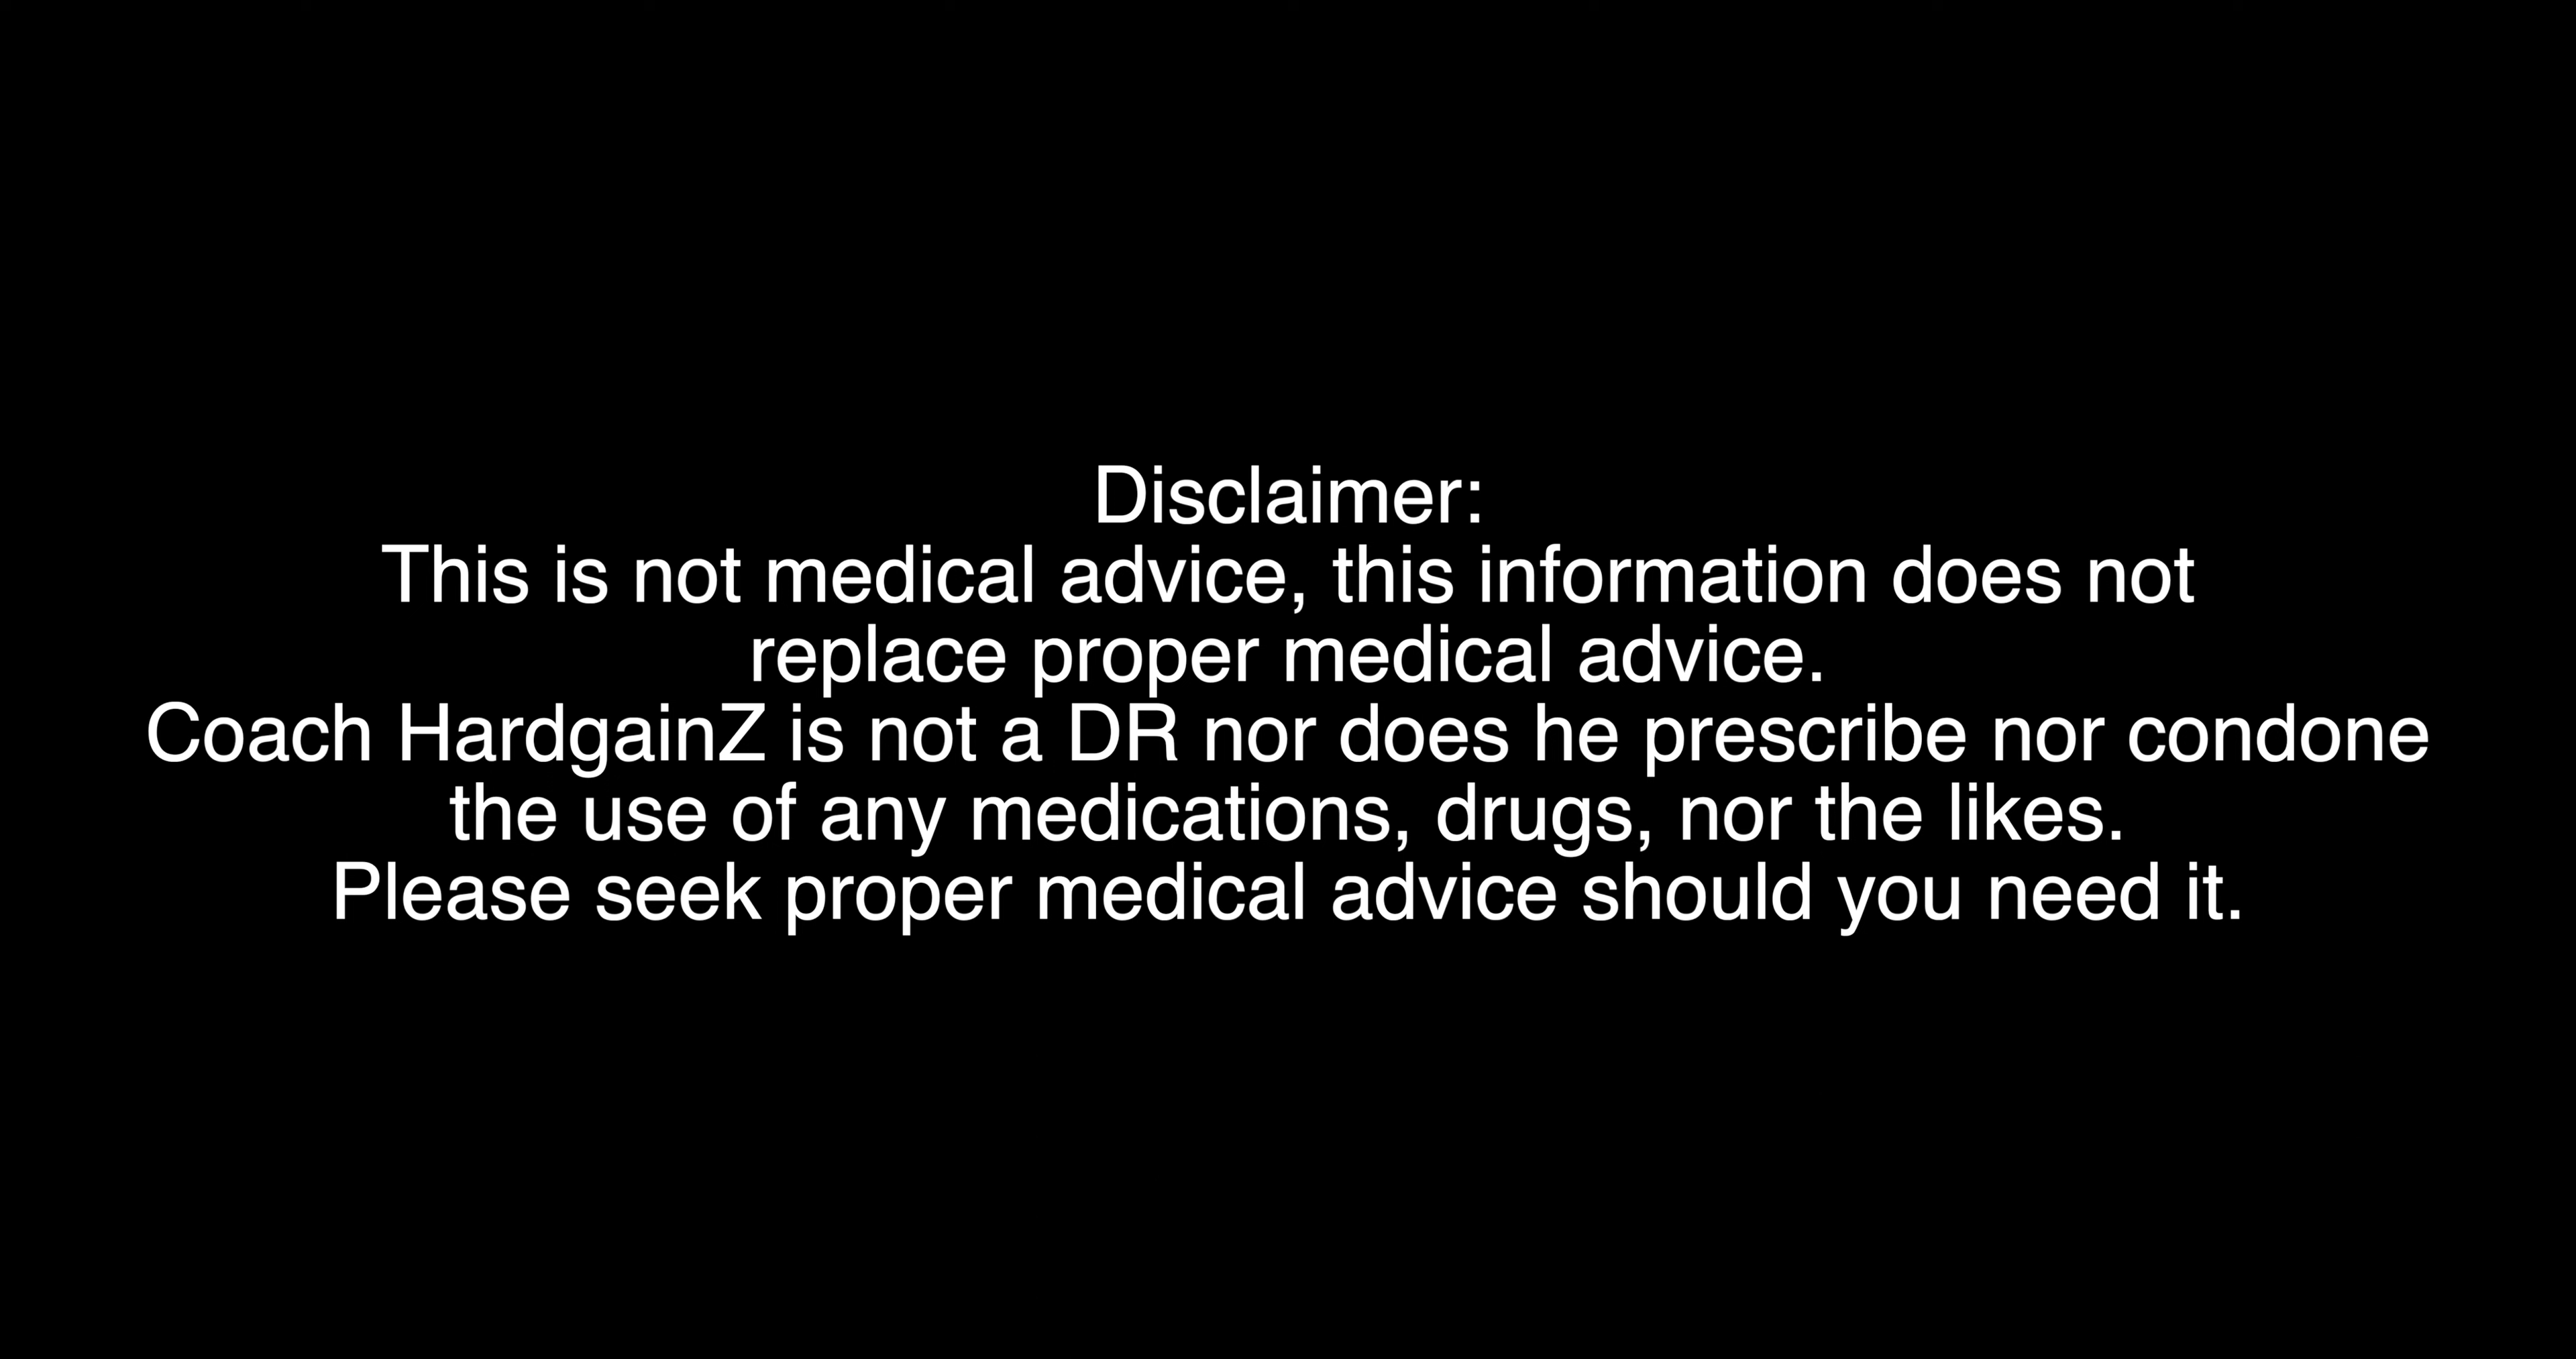 Disclaimer:
This is not medical advice, this information does not
replace proper medical advice.
Coach HardgainZ is not a DR nor does he prescribe nor condone
the use of any medications, drugs, nor the likes.
Please seek proper medical advice should you need it.